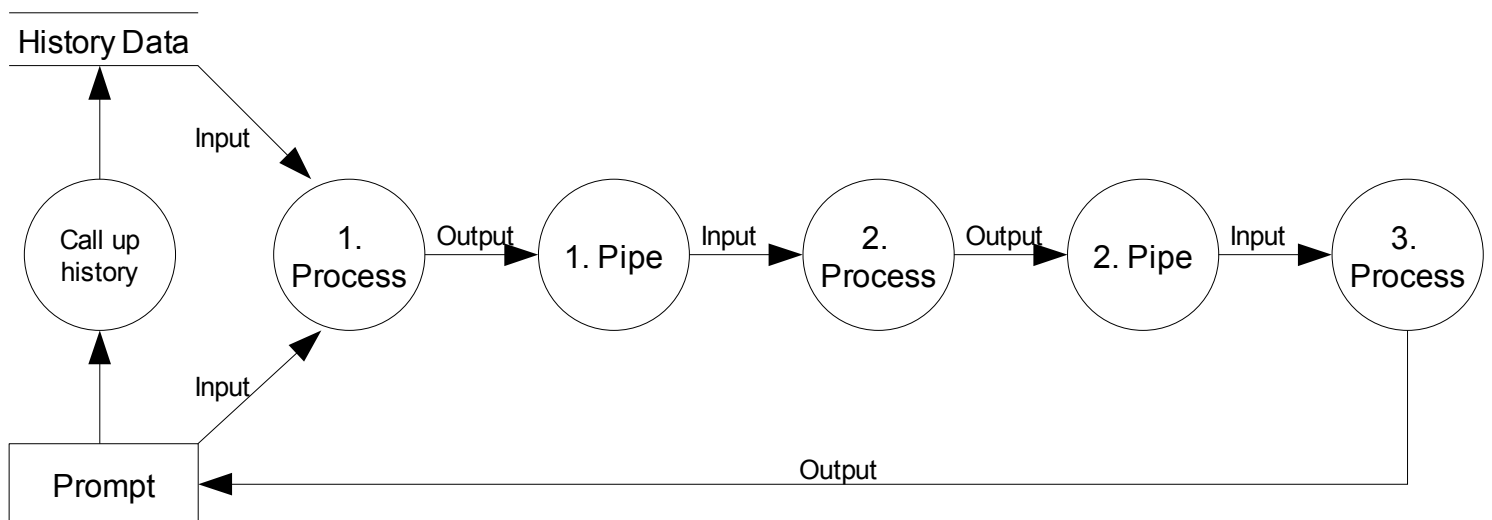 History Data
Input
Call up
history
1.
Process
Output
1. Pipe
Input
2.
Process
Output
2. Pipe
Input
3.
Process
Input
Prompt
Output